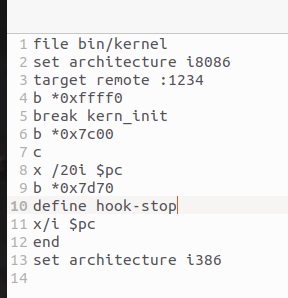 1 file bin/kernel
2 set architecture i8086
3 target remote :1234
4 b *0xffff0
5 break kern_init
6 b *0x7c00
7 c
8 x /20i $pc
9 b *0x7d70
10 define hook-stop
11 x/i $pc
12 end
13 set architecture i386
14